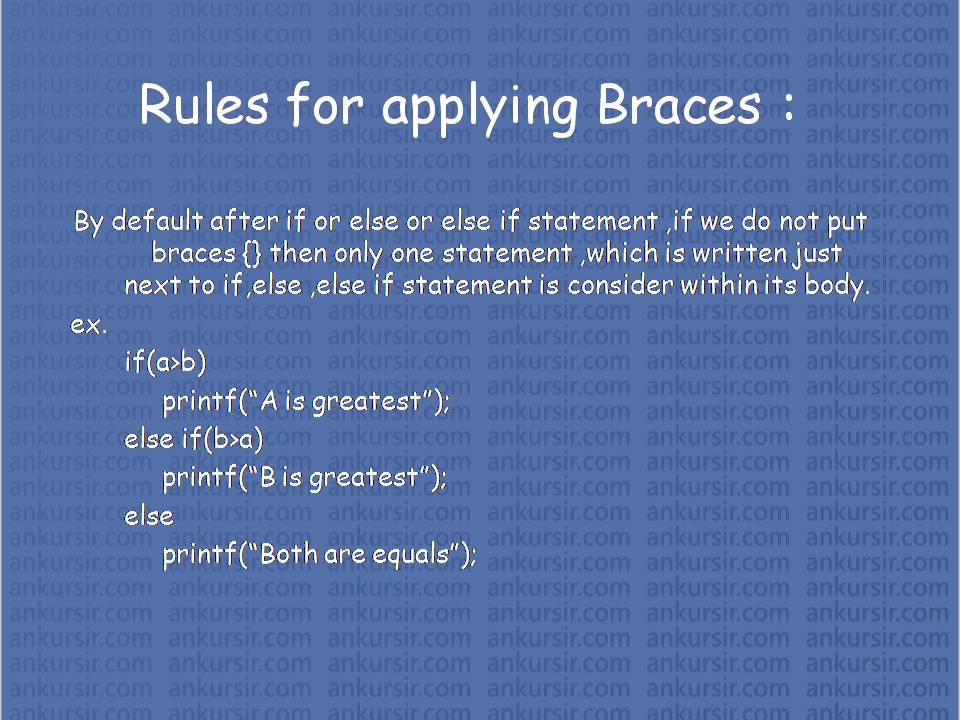 Rules for applying Braces :
By default after if or else or else if statement ,if we do not put
braces {} then only one statement ,which is written just
next to if,else ,else if statement is consider within its body.
ex.
if(a>b)
printf(“A is greatest”);
else if(b>a)
printf(“B is greatest”);
else
printf(“Both are equals”);
ankursir.com